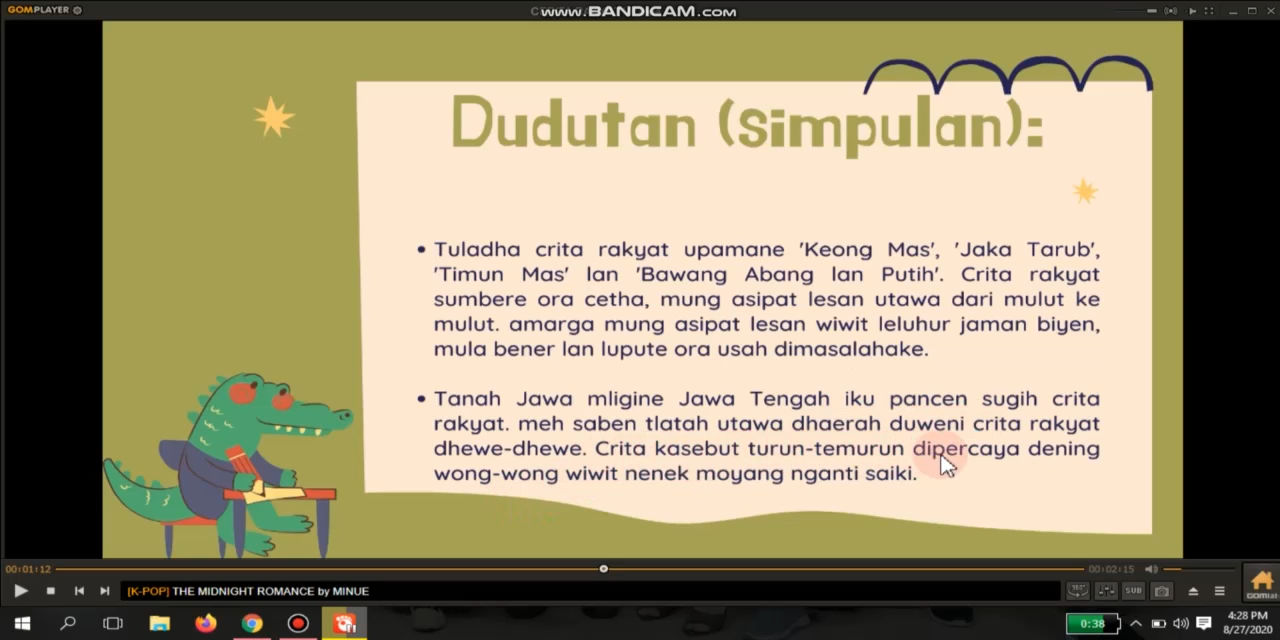 GOMPLAYER
www.BANDICAM.com
Dudutan (simpulan):
• Tuladha crita rakyat upamane 'Keong Mas', 'Jaka Tarub',
'Timun Mas' lan 'Bawang Abang lan Putih'. Crita rakyat
sumbere ora cetha, mung asipat lesan utawa dari mulut ke
mulut. amarga mung asipat lesan wiwit leluhur jaman biyen,
mula bener lan lupute ora usah dimasalahake.
• Tanah Jawa mligine Jawa Tengah iku pancen sugih crita
rakyat. meh saben tlatah utawa dhaerah duweni crita rakyat
dhewe-dhewe. Crita kasebut turun-temurun dipercaya dening
wong-wong wiwit nenek moyang nganti saiki.
00:01:12
00:02:15
[K-POP] THE MIDNIGHT ROMANCE by MINUE
360°
SUB
0:38
4:28 PM
8/27/2020